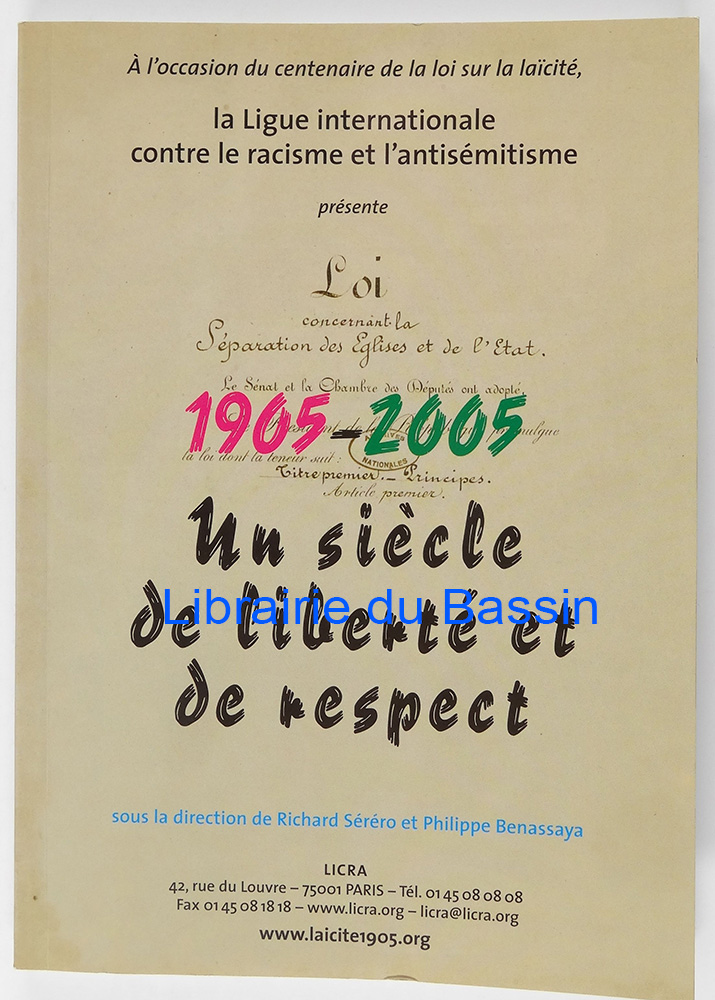 À l'occasion du centenaire de la loi sur la laïcité,
la Ligue internationale
contre le racisme et l'antisémitisme
présente
Loi
concernant la
Séparation des Eglises et de l'Etat.
Le Sénat et la Chambre des Députés ont adopté,
1905-2005
la loi dont la teneur suit :
ARCHIVES
NATIONALES
Titre premier._ Principes.
Article premier.
Un siècle
de liberté et
de respect
Librairie du Bassin
sous la direction de Richard Séréro et Philippe Benassaya
LICRA
42, rue du Louvre – 75001 PARIS – Tél. 01 45 08 08 08
Fax 01 45 08 18 18 – www.licra.org – licra@licra.org
www.laicite1905.org